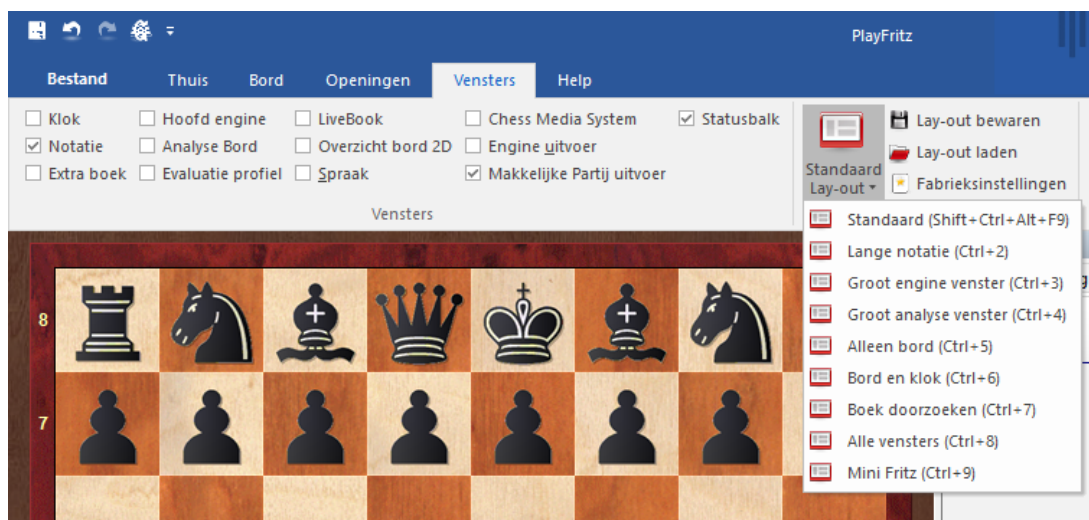 PlayFritz
Bestand Thuis Bord Openingen Vensters Help
Klok Hoofd engine LiveBook Chess Media System Statusbalk
Notatie Analyse Bord Overzicht bord 2D Engine uitvoer
Extra boek Evaluatie profiel Spraak Makkelijke Partij uitvoer
Vensters
Standaard
Lay-out
Lay-out bewaren
Lay-out laden
Fabrieksinstellingen
Standaard (Shift+Ctrl+Alt+F9)
Lange notatie (Ctrl+2)
Groot engine venster (Ctrl+3)
Groot analyse venster (Ctrl+4)
Alleen bord (Ctrl+5)
Bord en klok (Ctrl+6)
Boek doorzoeken (Ctrl+7)
Alle vensters (Ctrl+8)
Mini Fritz (Ctrl+9)
8
7